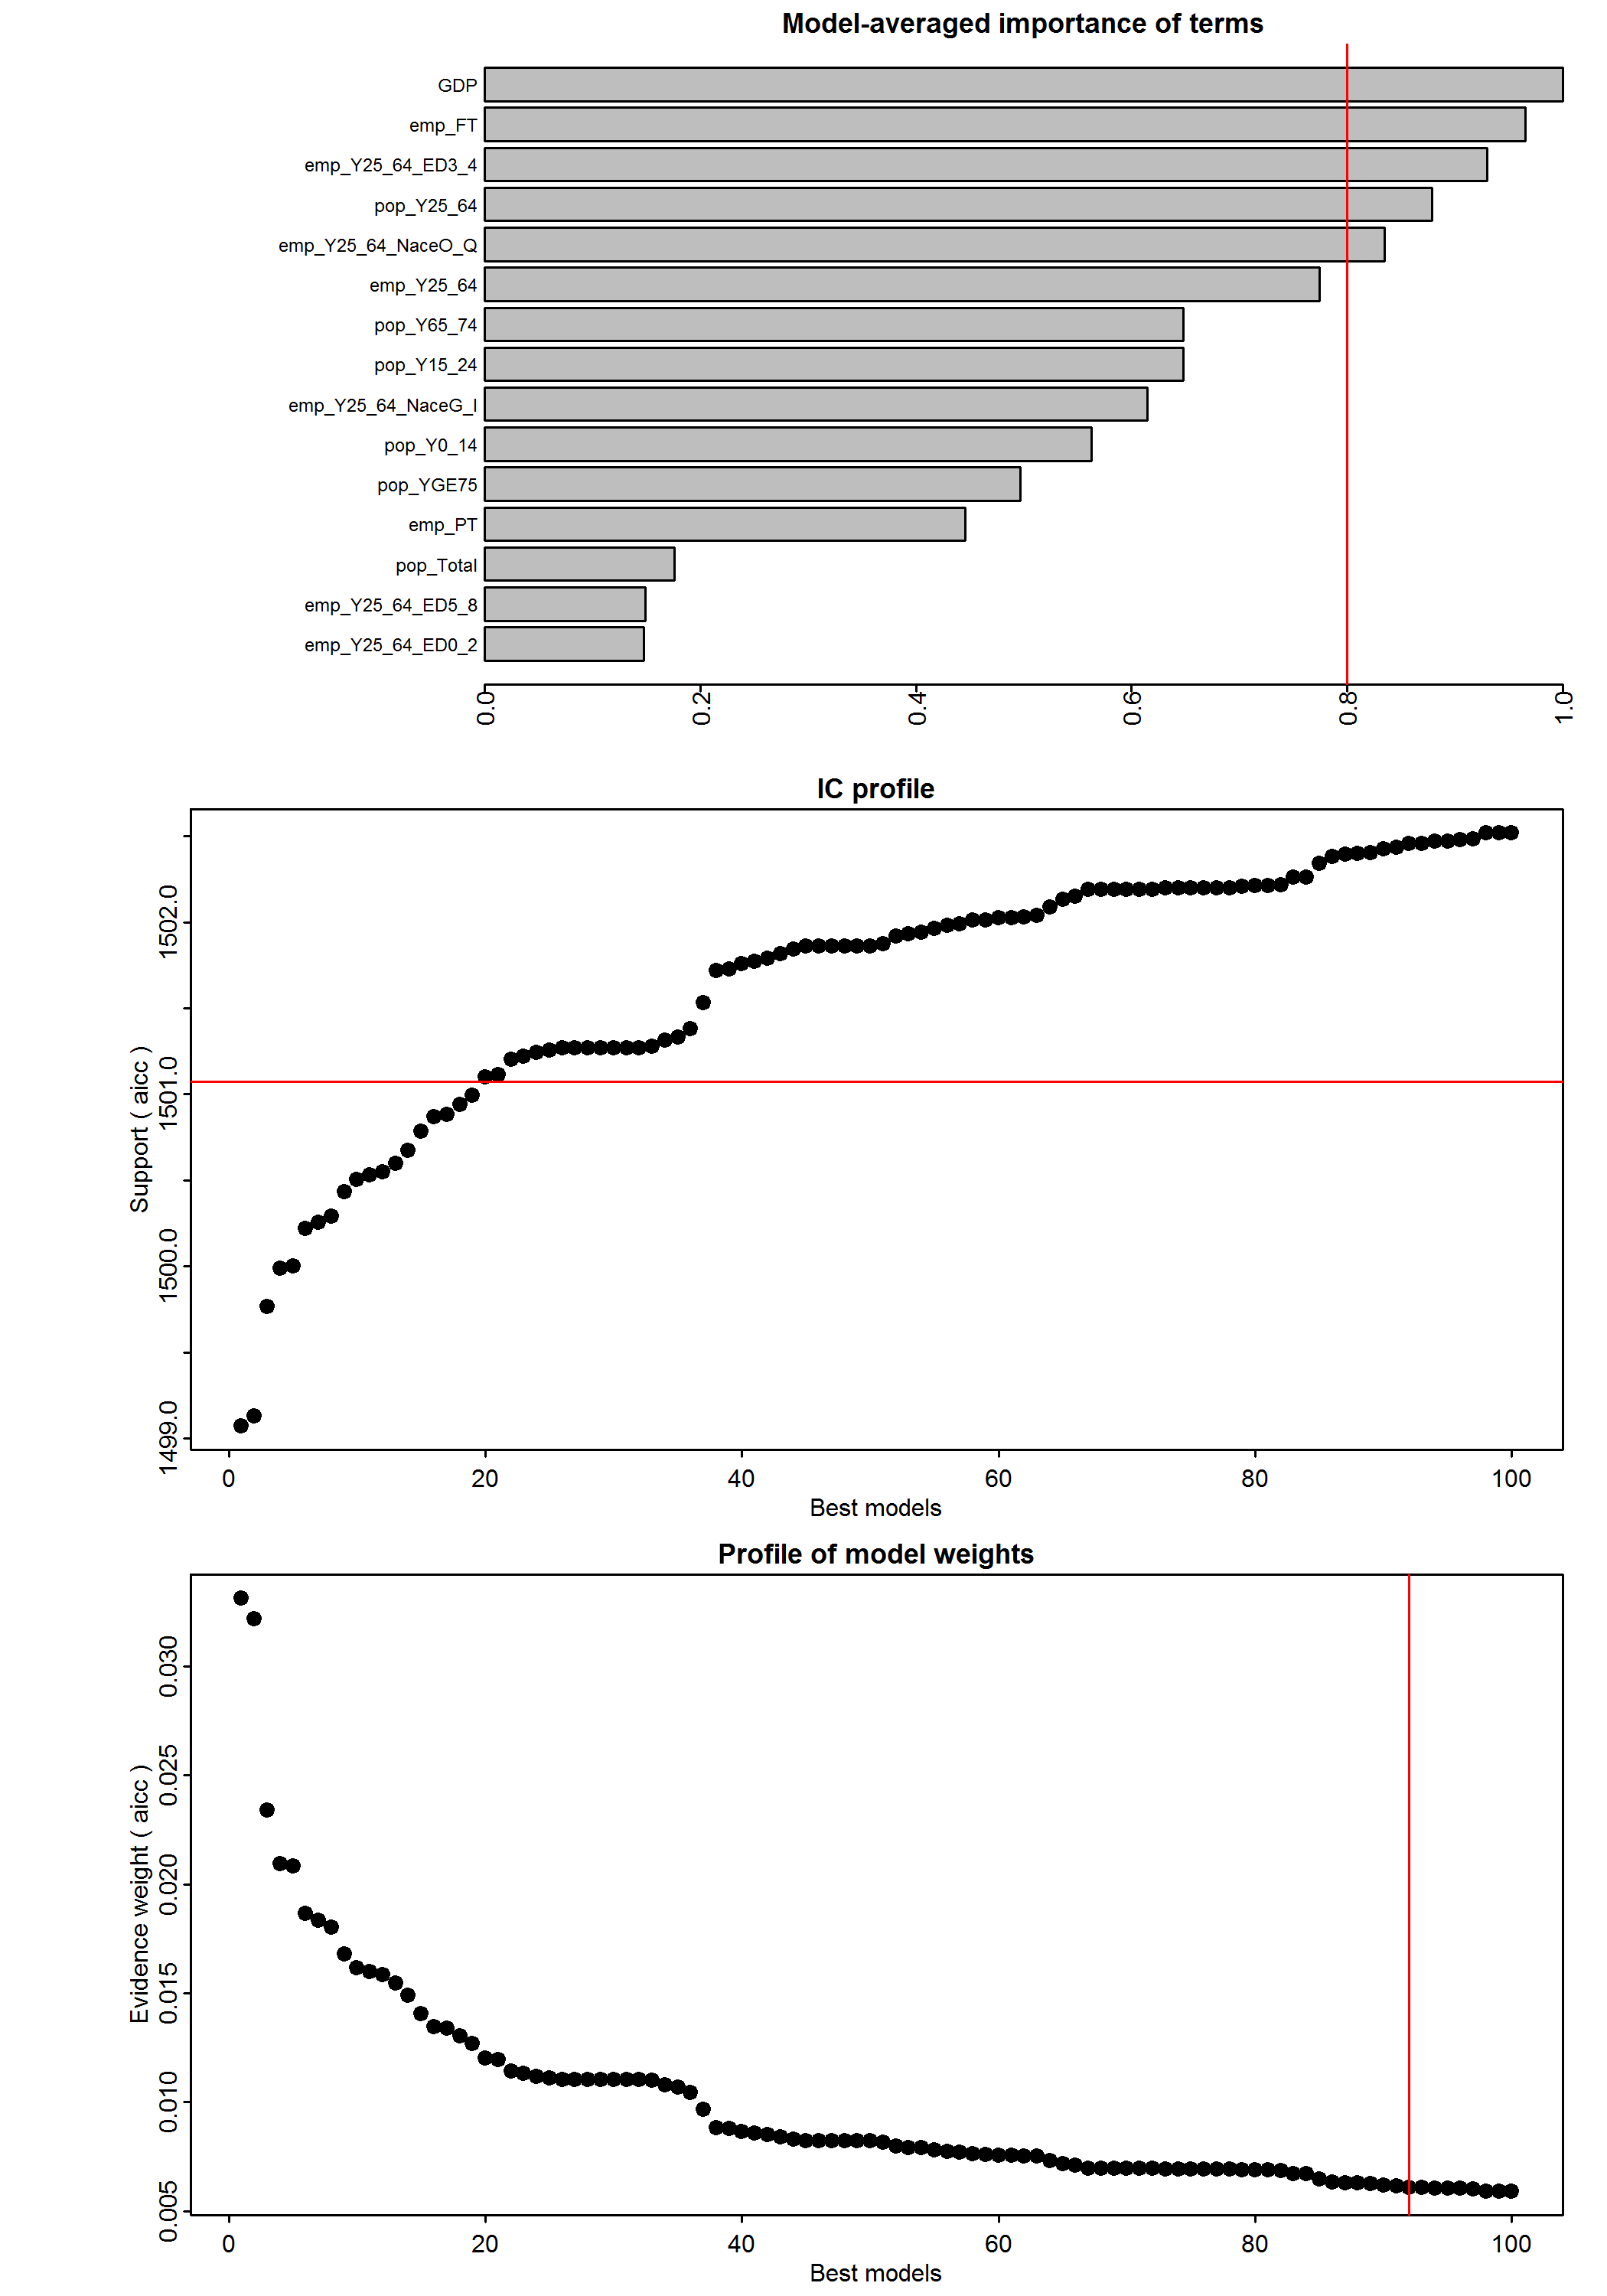 Model-averaged importance of terms
GDP
emp_FT
emp_Y25_64_ED3_4
pop_Y25_64
emp_Y25_64_NaceO_Q
emp_Y25_64
pop_Y65_74
pop_Y15_24
emp_Y25_64_NaceG_I
pop_Y0_14
pop_YGE75
emp_PT
pop_Total
emp_Y25_64_ED5_8
emp_Y25_64_ED0_2
0.0 0.2 0.4 0.6 0.8 1.0
IC profile
Support ( aicc )
1502.0
1501.0
1500.0
1499.0
0 20 40 60 80 100
Best models
Profile of model weights
Evidence weight ( aicc )
0.030
0.025
0.020
0.015
0.010
0.005
0 20 40 60 80 100
Best models